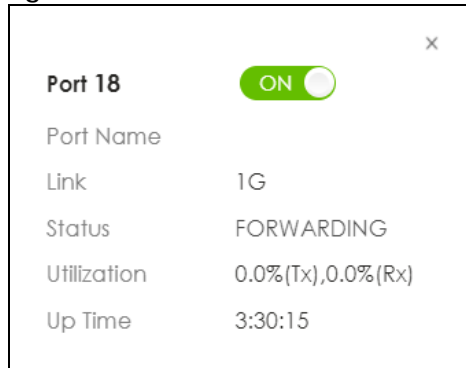 ×
Port 18 ON
Port Name
Link 1G
Status FORWARDING
Utilization 0.0%(Tx),0.0%(Rx)
Up Time 3:30:15